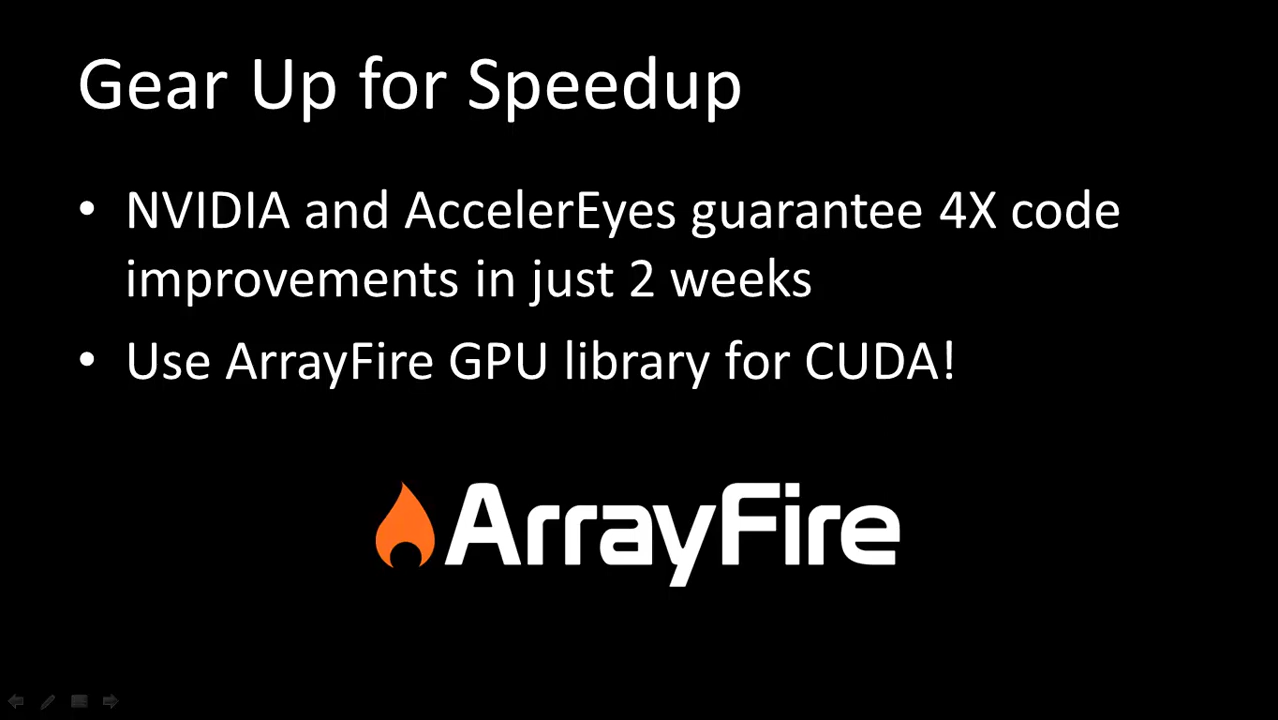 Gear Up for Speedup
• NVIDIA and AccelerEyes guarantee 4X code
improvements in just 2 weeks
• Use ArrayFire GPU library for CUDA!
ArrayFire